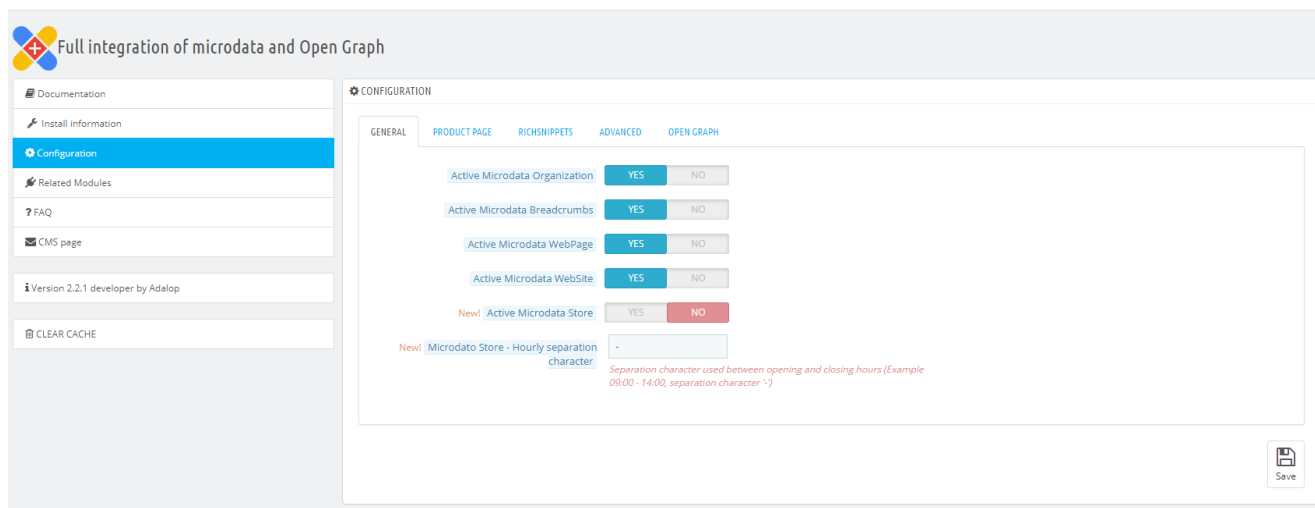 Full integration of microdata and Open Graph
Documentation
Install information
Configuration
Related Modules
? FAQ
CMS page
Version 2.2.1 developer by Adalop
CLEAR CACHE
CONFIGURATION
GENERAL PRODUCT PAGE RICHSNIPPETS ADVANCED OPEN GRAPH
Active Microdata Organization YES NO
Active Microdata Breadcrumbs YES NO
Active Microdata WebPage YES NO
Active Microdata WebSite YES NO
New! Active Microdata Store YES NO
New! Microdato Store - Hourly separation -
character
Separation character used between opening and closing hours (Example
09:00 - 14:00, separation character '-')
Save